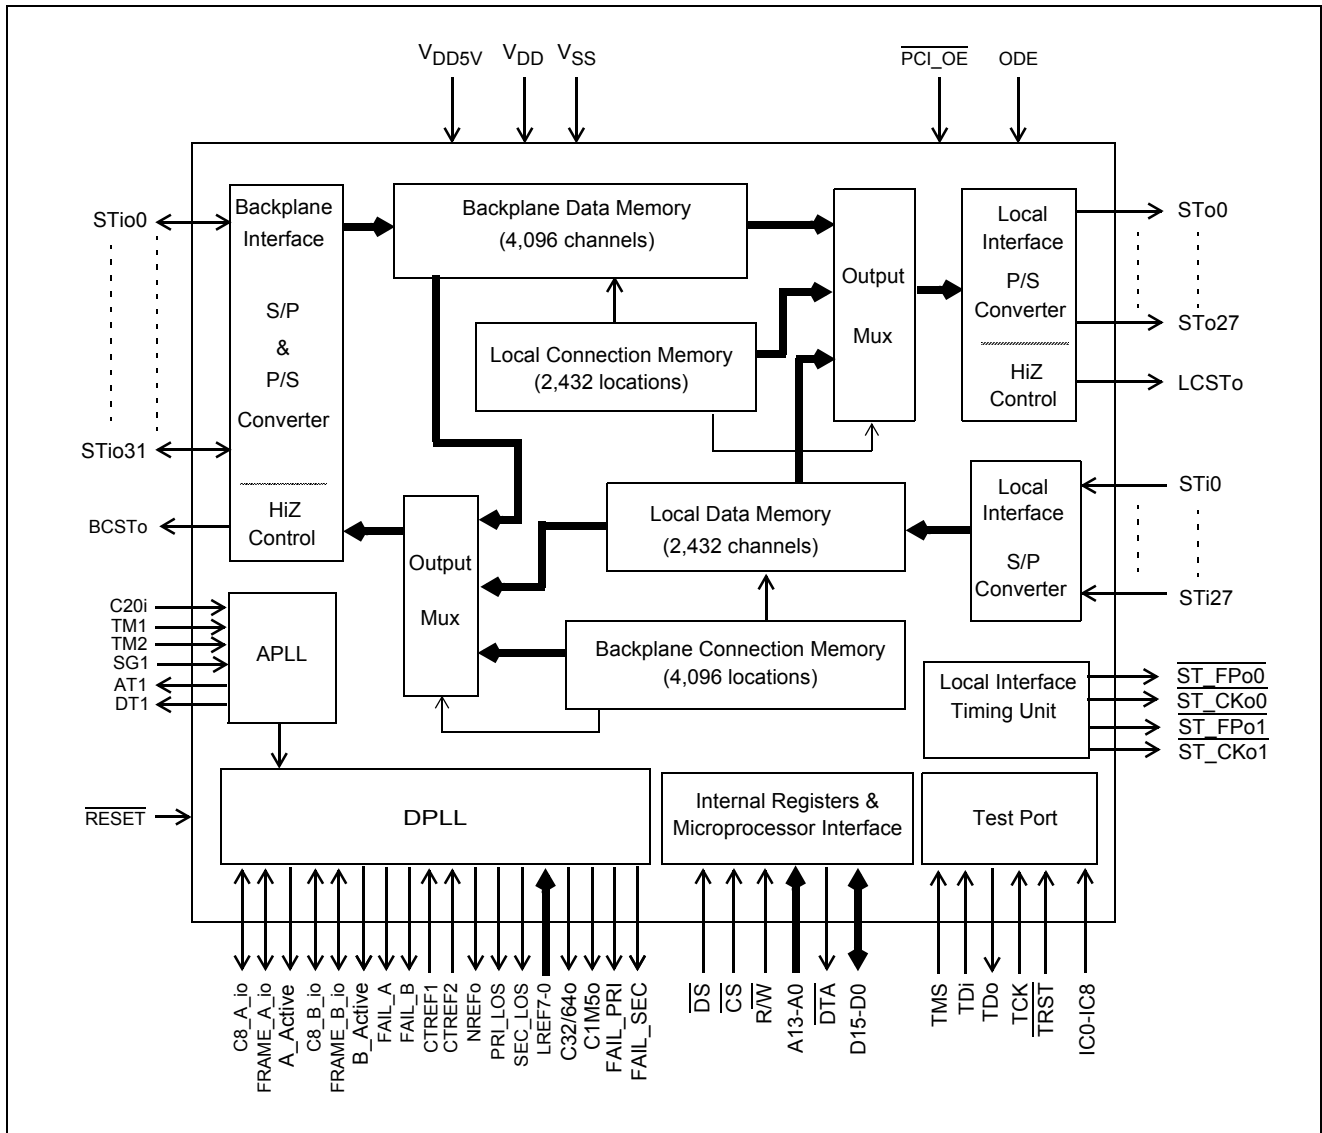 VDD5V VDD VSS PCI_OE ODE
STio0
STio31
BCSTo
Backplane
Interface
S/P
&
P/S
Converter
HiZ
Control
Backplane Data Memory
(4,096 channels)
Local Connection Memory
(2,432 locations)
Output
Mux
Local
Interface
P/S
Converter
HiZ
Control
STo0
STo27
LCSTo
Output
Mux
Local Data Memory
(2,432 channels)
Local
Interface
S/P
Converter
STi0
STi27
Backplane Connection Memory
(4,096 locations)
C20i
TM1
TM2
SG1
AT1
DT1
APLL
Local Interface
Timing Unit
ST_FPo0
ST_CKo0
ST_FPo1
ST_CKo1
RESET
DPLL
Internal Registers &
Microprocessor Interface
Test Port
C8_A_io
FRAME_A_io
A_Active
C8_B_io
FRAME_B_io
B_Active
FAIL_A
FAIL_B
CTREF1
CTREF2
NREFo
PRI_LOS
SEC_LOS
LREF7-0
C32/64o
C1M5o
FAIL_PRI
FAIL_SEC
DS
CS
R/W
A13-A0
DTA
D15-D0
TMS
TDi
TDo
TCK
TRST
IC0-IC8